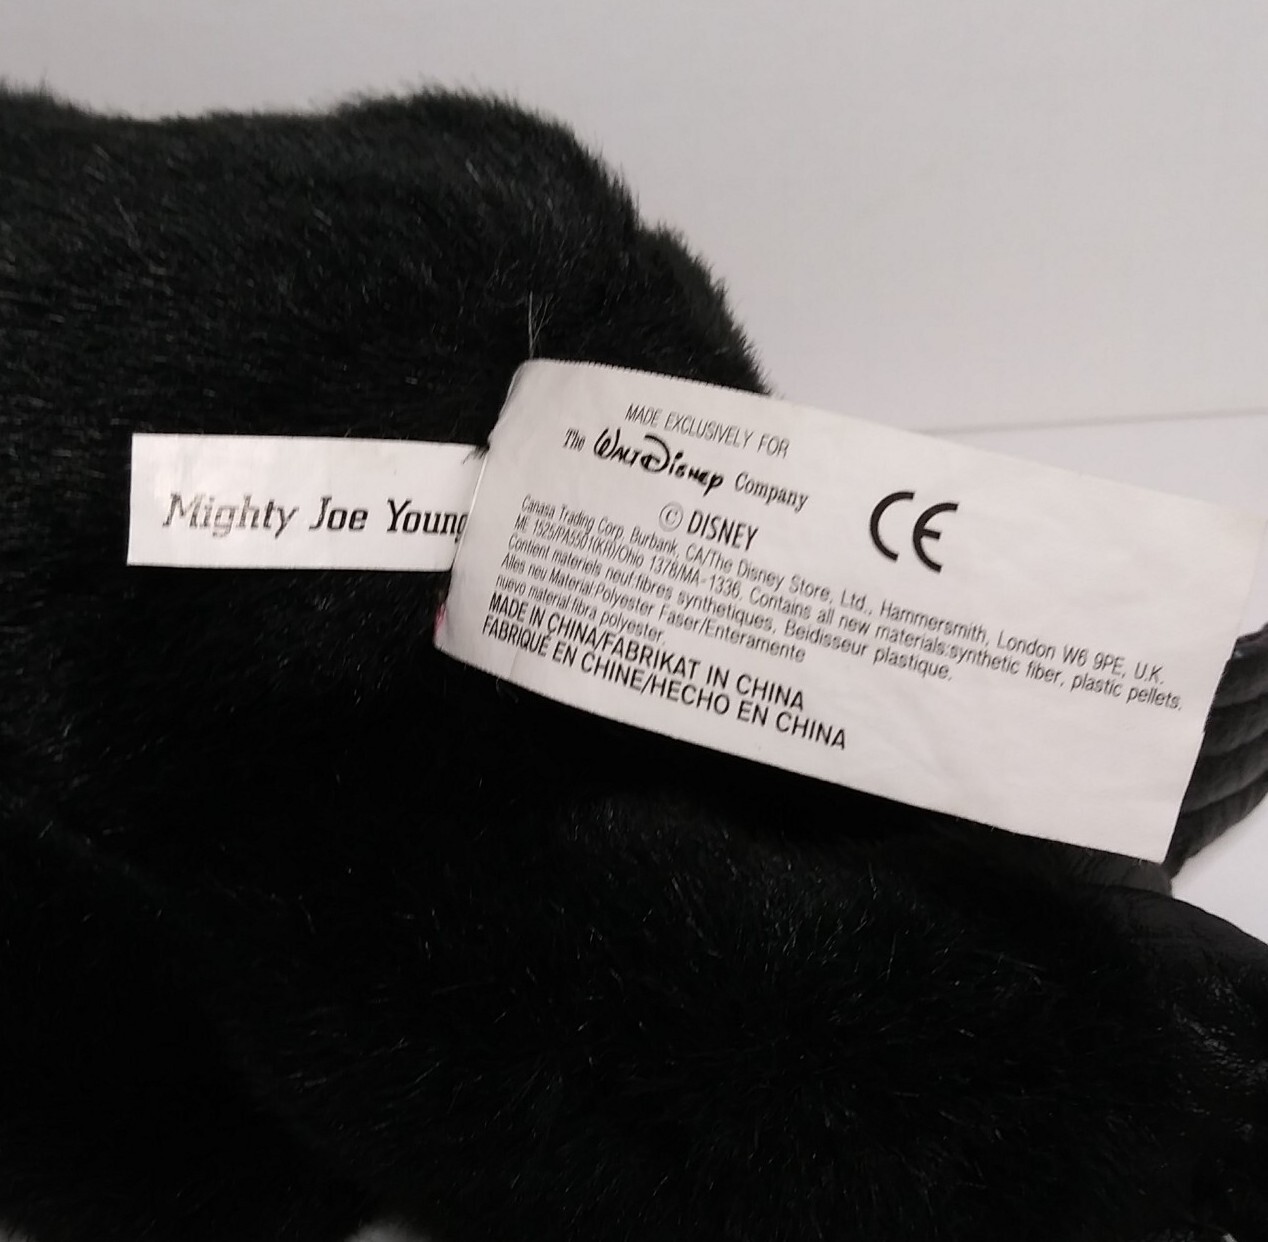 Mighty Joe Young
MADE EXCLUSIVELY FOR
The Walt Disney Company
© DISNEY
CE
Canasa Trading Corp. Burbank, CA/The Disney Store, Ltd., Hammersmith, London W6 9PE, U.K.
ME 1525/PA5501(KR)/Ohio 1378/MA-1336. Contains all new materials:synthetic fiber, plastic pellets.
Contient materiels neuf:fibres synthetiques, Beidisseur plastique.
Alles neu Material:Polyester Faser/Enteramente
nuevo material:fibra polyester.
MADE IN CHINA/FABRIKAT IN CHINA
FABRIQUÉ EN CHINE/HECHO EN CHINA